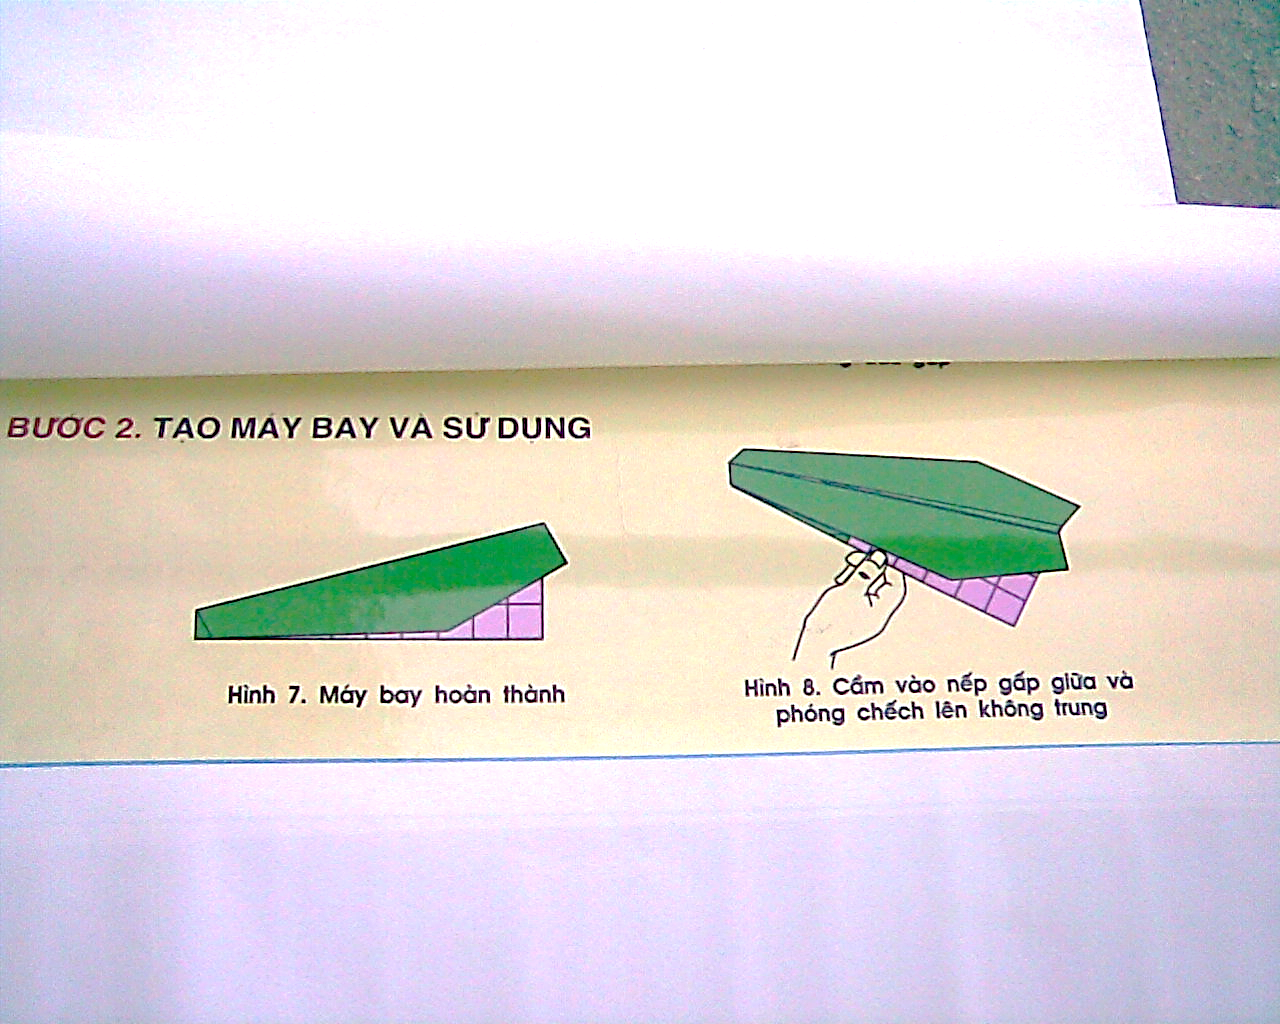 BƯỚC 2. TẠO MÁY BAY VÀ SỬ DỤNG
Hình 7. Máy bay hoàn thành
Hình 8. Cầm vào nếp gấp giữa và
phóng chếch lên không trung